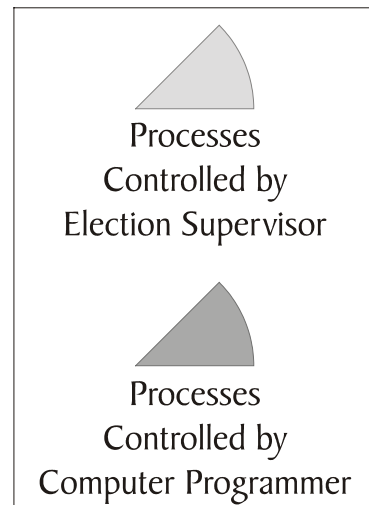 Processes
Controlled by
Election Supervisor
Processes
Controlled by
Computer Programmer